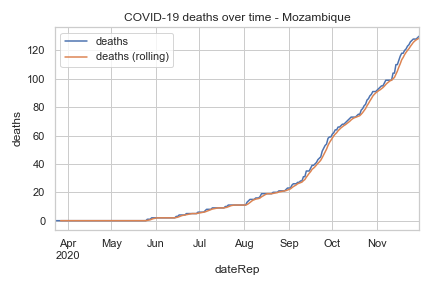 COVID-19 deaths over time - Mozambique
deaths
deaths (rolling)
120
100
80
60
40
20
0
deaths
Apr May Jun Jul Aug Sep Oct Nov
2020
dateRep